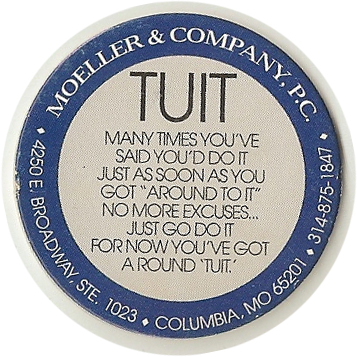 MOELLER & COMPANY, P.C.
TUIT
MANY TIMES YOU'VE
SAID YOU'D DO IT
JUST AS SOON AS YOU
GOT "AROUND TO IT"
NO MORE EXCUSES...
JUST GO DO IT
FOR NOW YOU'VE GOT
A ROUND 'TUIT.'
4250 E. BROADWAY, STE. 1023 ♦ COLUMBIA, MO 65201 ♦ 314-875-1847 ♦